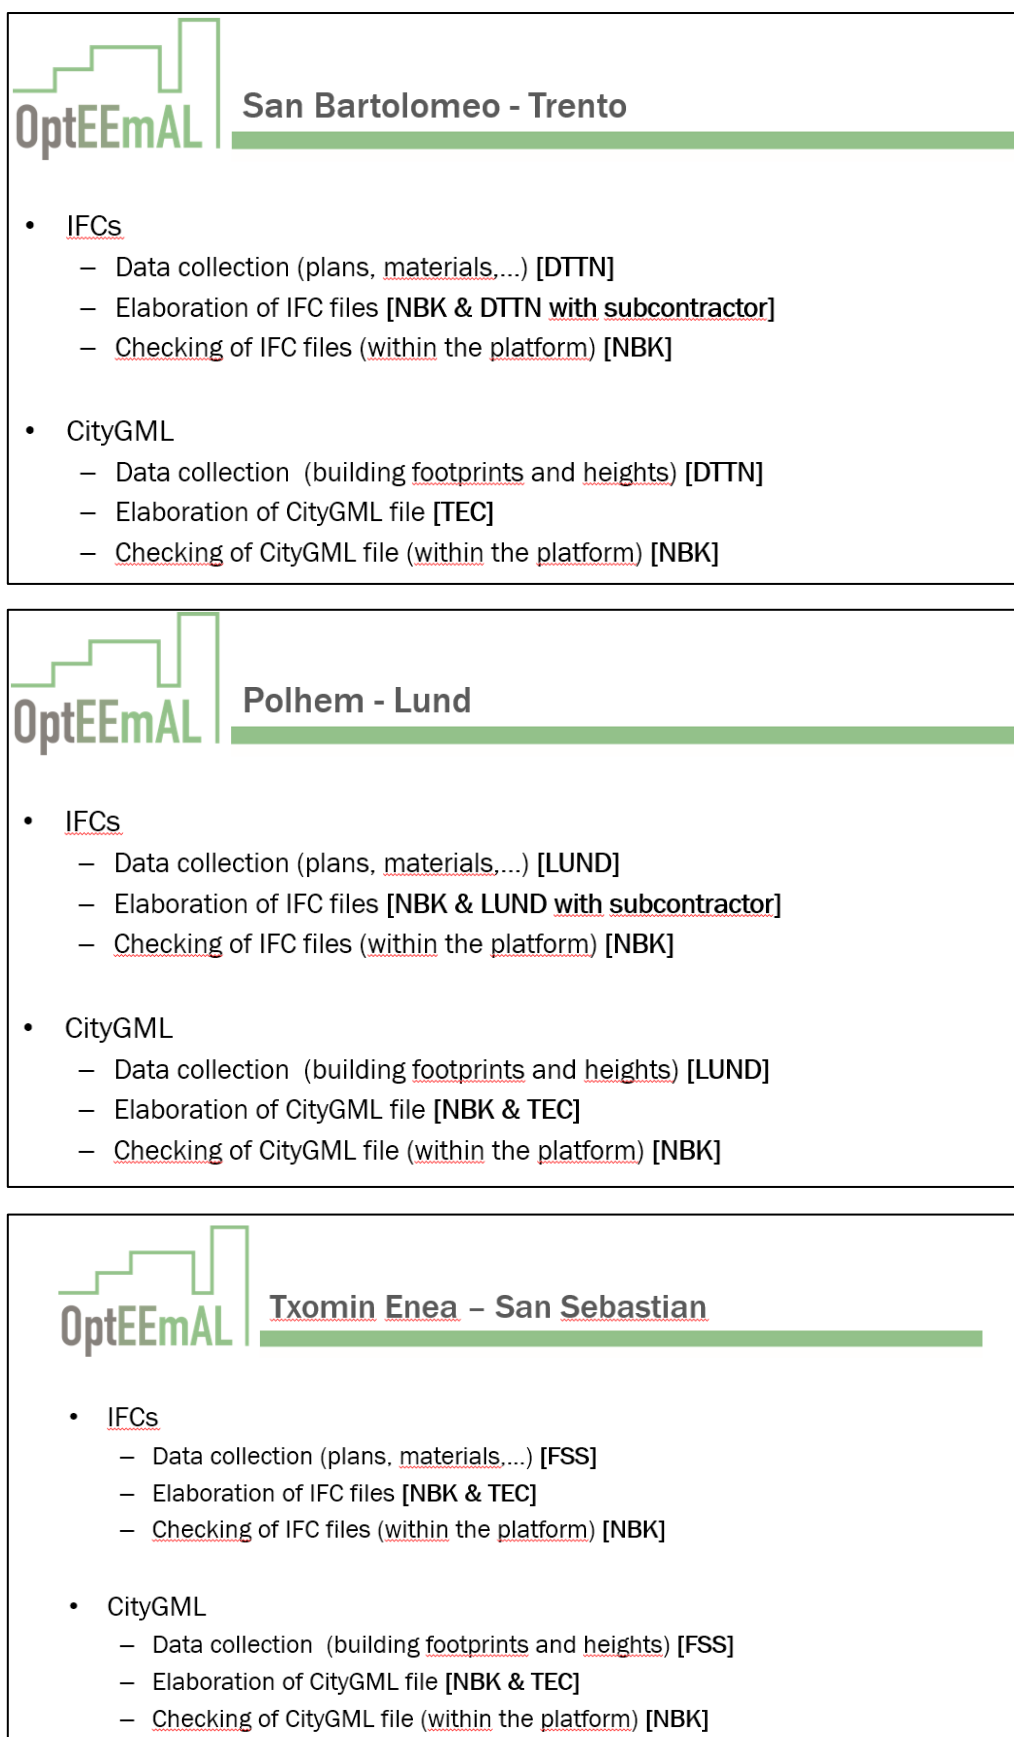 OptEEmAL
San Bartolomeo - Trento
• IFCs
– Data collection (plans, materials,...) [DTTN]
– Elaboration of IFC files [NBK & DTTN with subcontractor]
– Checking of IFC files (within the platform) [NBK]
• CityGML
– Data collection (building footprints and heights) [DTTN]
– Elaboration of CityGML file [TEC]
– Checking of CityGML file (within the platform) [NBK]
OptEEmAL
Polhem - Lund
• IFCs
– Data collection (plans, materials,...) [LUND]
– Elaboration of IFC files [NBK & LUND with subcontractor]
– Checking of IFC files (within the platform) [NBK]
• CityGML
– Data collection (building footprints and heights) [LUND]
– Elaboration of CityGML file [NBK & TEC]
– Checking of CityGML file (within the platform) [NBK]
OptEEmAL
Txomin Enea – San Sebastian
• IFCs
– Data collection (plans, materials,...) [FSS]
– Elaboration of IFC files [NBK & TEC]
– Checking of IFC files (within the platform) [NBK]
• CityGML
– Data collection (building footprints and heights) [FSS]
– Elaboration of CityGML file [NBK & TEC]
– Checking of CityGML file (within the platform) [NBK]